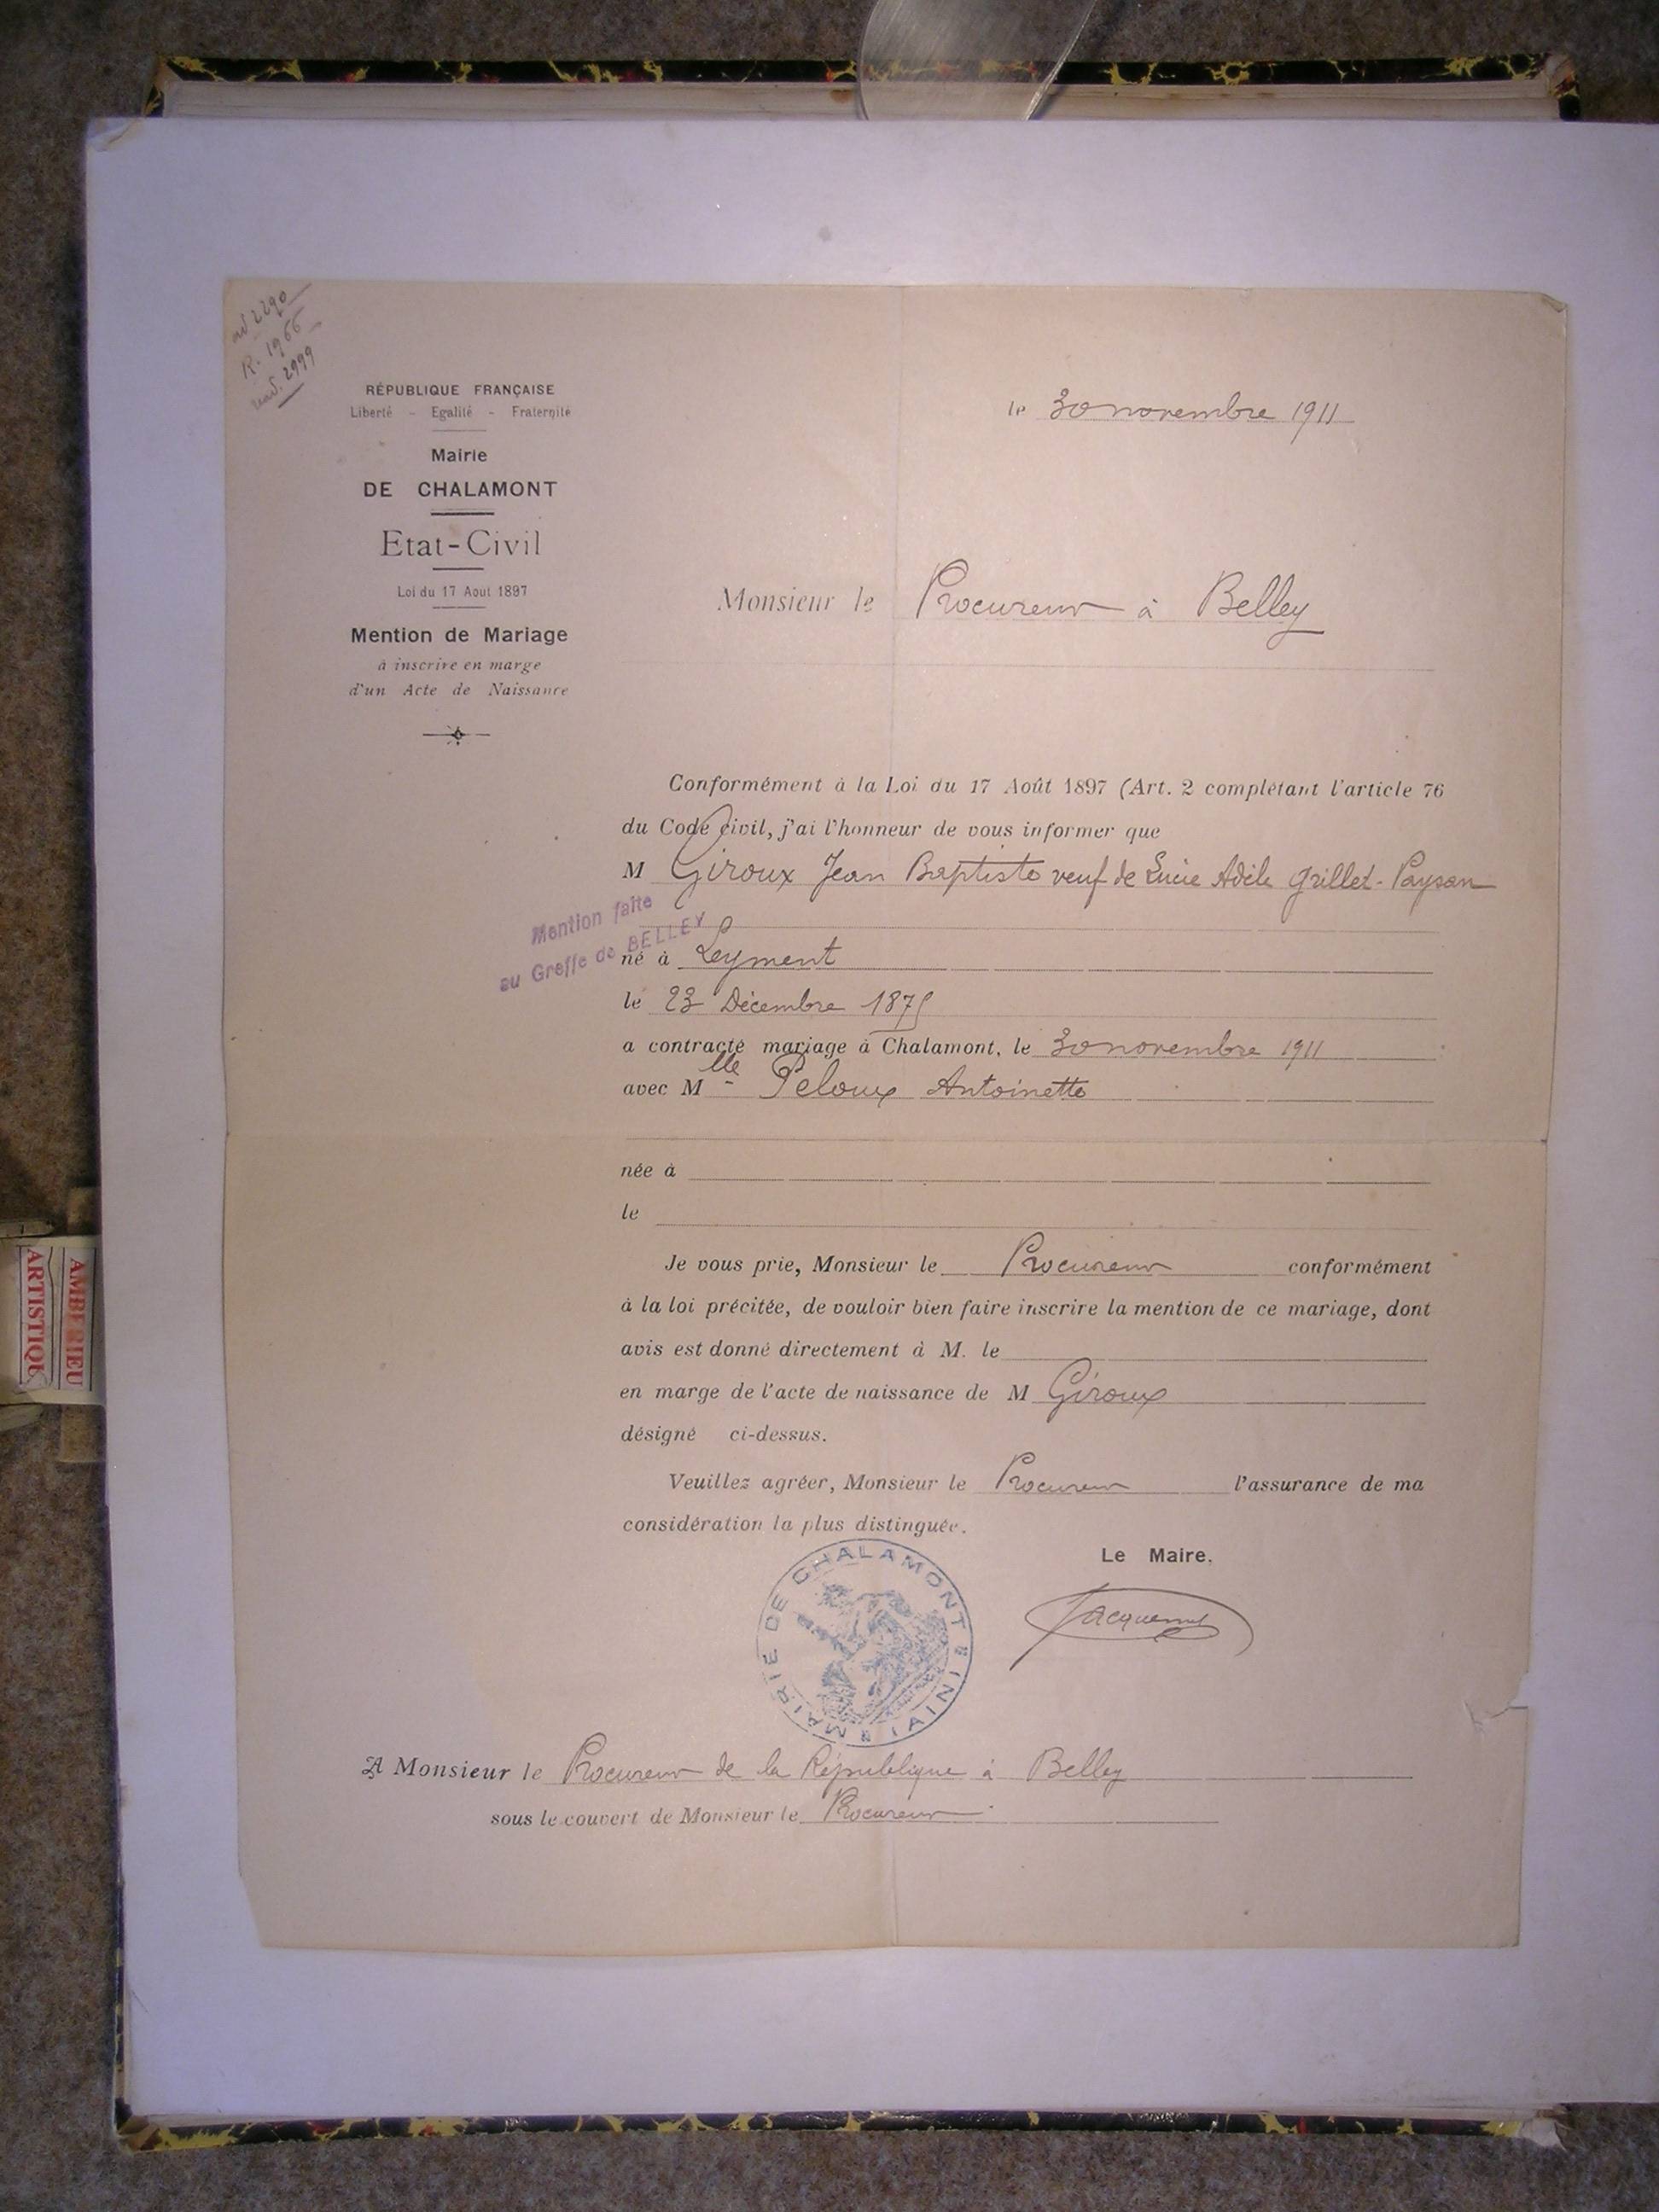 ad 2290
R. 1966
und. 2999
RÉPUBLIQUE FRANÇAISE
Liberté - Egalité - Fraternité
Mairie
DE CHALAMONT
Etat-Civil
Loi du 17 Aout 1897
Mention de Mariage
à inscrire en marge
d'un Acte de Naissance
le 30 novembre 1911
Monsieur le Procureur à Belley
Conformément à la Loi du 17 Août 1897 (Art. 2 complétant l'article 76
du Code civil, j'ai l'honneur de vous informer que
M Giroux Jean Baptiste veuf de Lucie Adèle Grillet-Paysan
Mention faite
au Greffe de BELLEY
né à Leyment
le 23 Décembre 1875
a contracté mariage à Chalamont, le 30 novembre 1911
avec Mlle Peloux Antoinette
née à
le
Je vous prie, Monsieur le Procureur conformément
à la loi précitée, de vouloir bien faire inscrire la mention de ce mariage, dont
avis est donné directement à M. le
en marge de l'acte de naissance de M Giroux
désigné ci-dessus.
Veuillez agréer, Monsieur le Procureur l'assurance de ma
considération la plus distinguée.
Le Maire,
MAIRIE DE CHALAMONT (AIN)
A Monsieur le Procureur de la République à Belley
sous le couvert de Monsieur le Procureur
AMBERIEU
ARTISTIQU